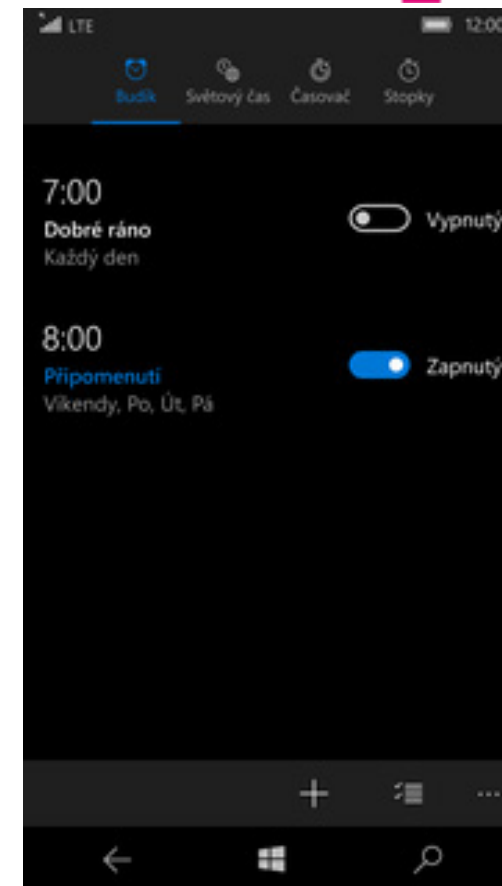 LTE 12:00
Budík Světový čas Časovač Stopky
7:00
Dobré ráno
Vypnutý
Každý den
8:00
Připomenutí
Zapnutý
Víkendy, Po, Út, Pá